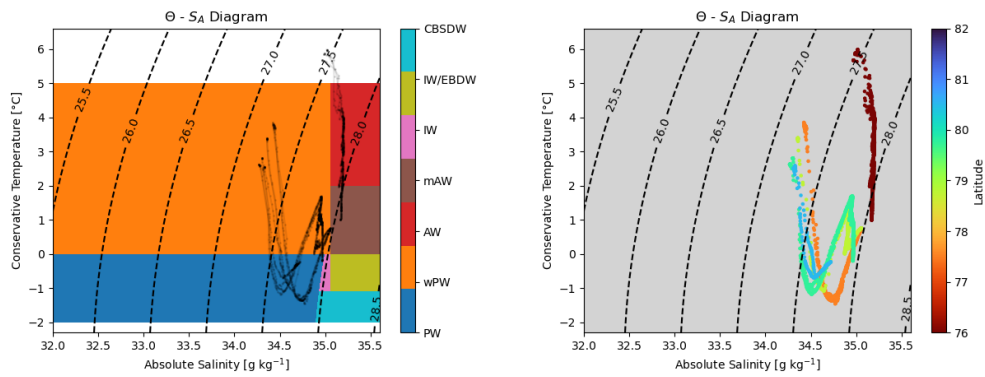 Θ - S_A Diagram
Conservative Temperature [°C]
6
5
4
3
2
1
0
−1
−2
25.5
26.0
26.5
27.0
27.5
28.0
28.5
32.0 32.5 33.0 33.5 34.0 34.5 35.0 35.5
Absolute Salinity [g kg⁻¹]
CBSDW
IW/EBDW
IW
mAW
AW
wPW
PW
Θ - S_A Diagram
Conservative Temperature [°C]
6
5
4
3
2
1
0
−1
−2
25.5
26.0
26.5
27.0
27.5
28.0
28.5
32.0 32.5 33.0 33.5 34.0 34.5 35.0 35.5
Absolute Salinity [g kg⁻¹]
82
81
80
79
78
77
76
Latitude